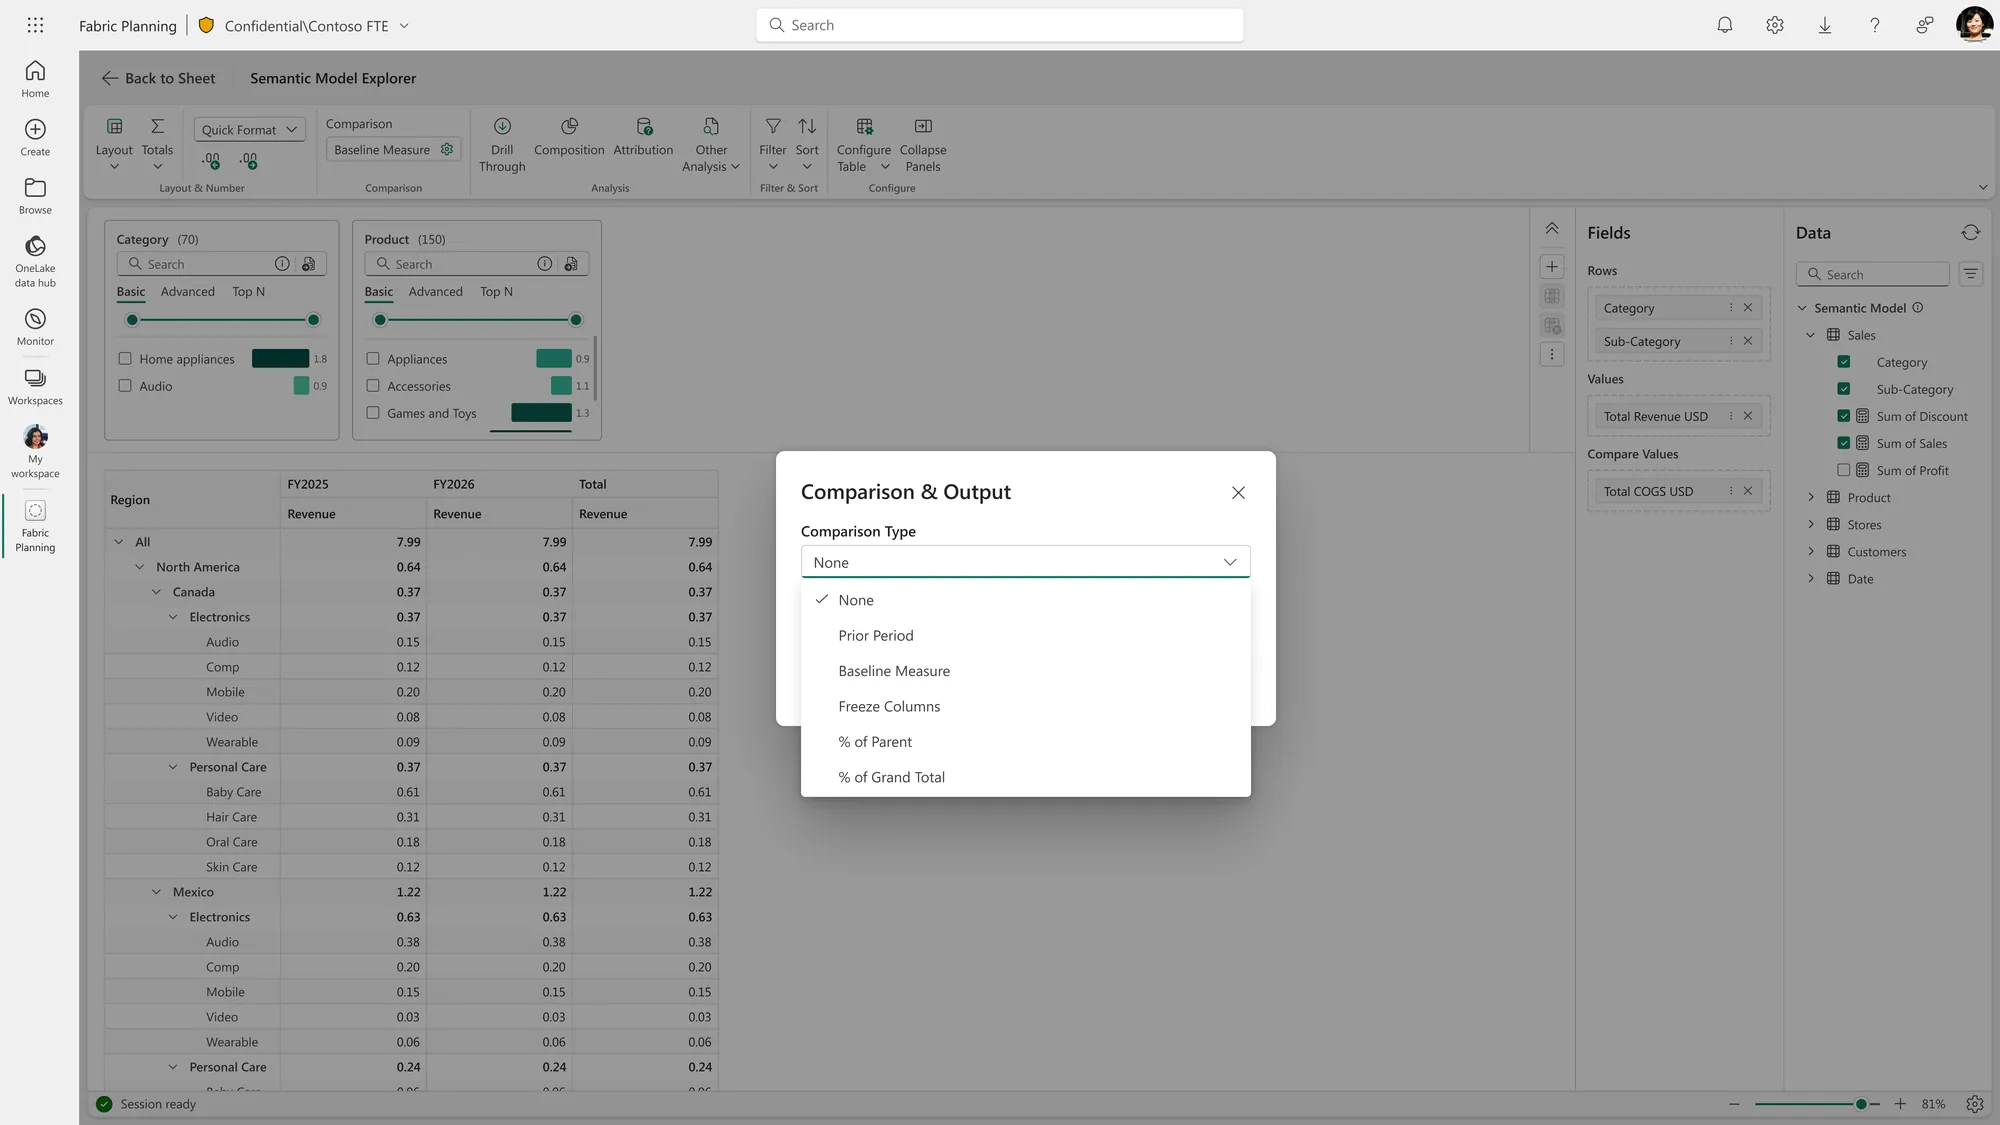 Fabric Planning
Confidential\Contoso FTE
Search
Home
Create
Browse
OneLake
data hub
Monitor
Workspaces
My
workspace
Fabric
Planning
Back to Sheet
Semantic Model Explorer
Layout
Totals
Quick Format
.00
.00
Layout & Number
Comparison
Baseline Measure
Comparison
Drill
Through
Composition
Attribution
Other
Analysis
Analysis
Filter
Sort
Filter & Sort
Configure
Table
Collapse
Panels
Configure
Category (70)
Search
Basic Advanced Top N
Home appliances 1.8
Audio 0.9
Product (150)
Search
Basic Advanced Top N
Appliances 0.9
Accessories 1.1
Games and Toys 1.3
Region FY2025 FY2026 Total
Revenue Revenue Revenue
All 7.99 7.99 7.99
North America 0.64 0.64 0.64
Canada 0.37 0.37 0.37
Electronics 0.37 0.37 0.37
Audio 0.15 0.15 0.15
Comp 0.12 0.12 0.12
Mobile 0.20 0.20 0.20
Video 0.08 0.08 0.08
Wearable 0.09 0.09 0.09
Personal Care 0.37 0.37 0.37
Baby Care 0.61 0.61 0.61
Hair Care 0.31 0.31 0.31
Oral Care 0.18 0.18 0.18
Skin Care 0.12 0.12 0.12
Mexico 1.22 1.22 1.22
Electronics 0.63 0.63 0.63
Audio 0.38 0.38 0.38
Comp 0.20 0.20 0.20
Mobile 0.15 0.15 0.15
Video 0.03 0.03 0.03
Wearable 0.06 0.06 0.06
Personal Care 0.24 0.24 0.24
Comparison & Output
Comparison Type
None
None
Prior Period
Baseline Measure
Freeze Columns
% of Parent
% of Grand Total
Fields
Rows
Category
Sub-Category
Values
Total Revenue USD
Compare Values
Total COGS USD
Data
Search
Semantic Model
Sales
Category
Sub-Category
Sum of Discount
Sum of Sales
Sum of Profit
Product
Stores
Customers
Date
Session ready
81%